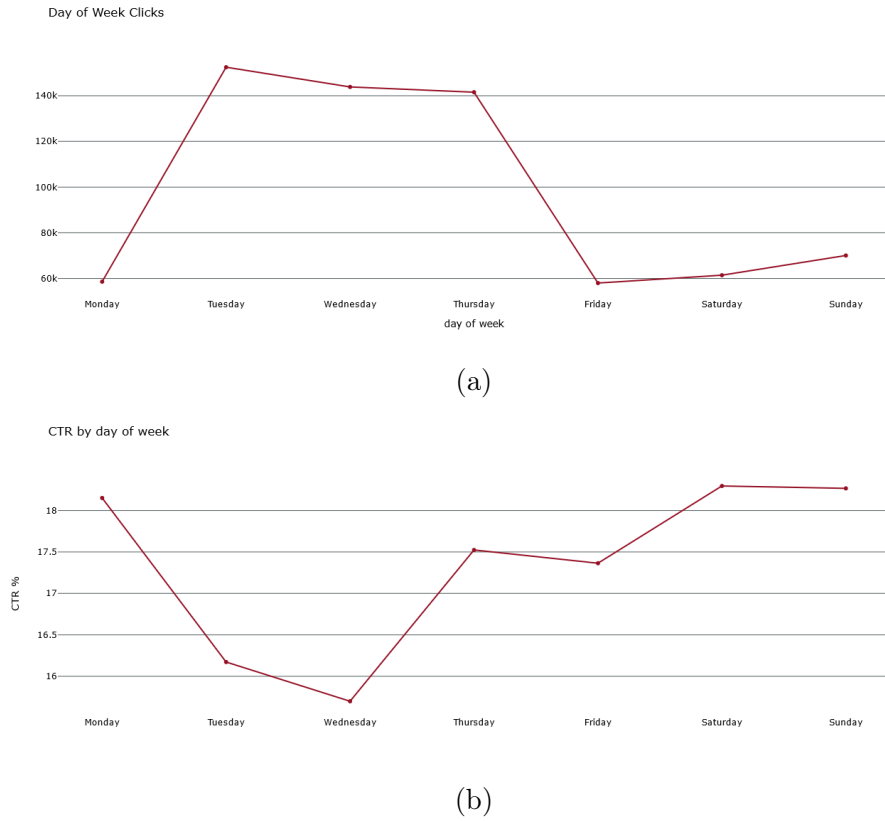 Day of Week Clicks
140k
120k
100k
80k
60k
Monday Tuesday Wednesday Thursday Friday Saturday Sunday
day of week
(a)
CTR by day of week
CTR %
18
17.5
17
16.5
16
Monday Tuesday Wednesday Thursday Friday Saturday Sunday
(b)